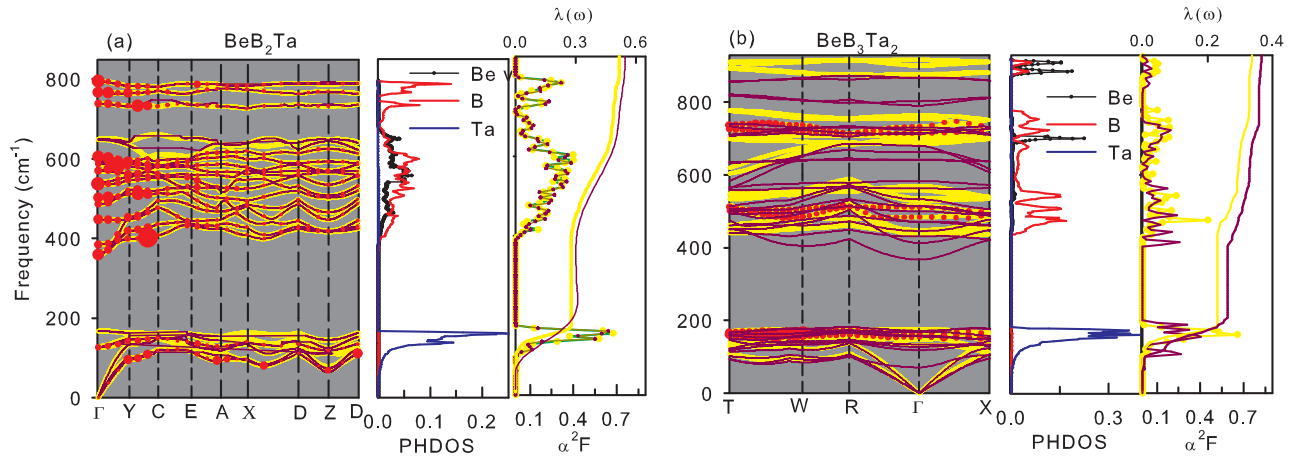 λ(ω)
0.0 0.3 0.6
(a) BeB2Ta
Frequency (cm-1)
800
600
400
200
0
Γ Y C E A X D Z D
Be v
B
Ta
0.0 0.1 0.2
PHDOS
0.1 0.4 0.7
α2F
λ(ω)
0.0 0.2 0.4
(b) BeB3Ta2
800
600
400
200
0
T W R Γ X
Be
B
Ta
0.0 0.3
PHDOS
0.1 0.4 0.7
α2F